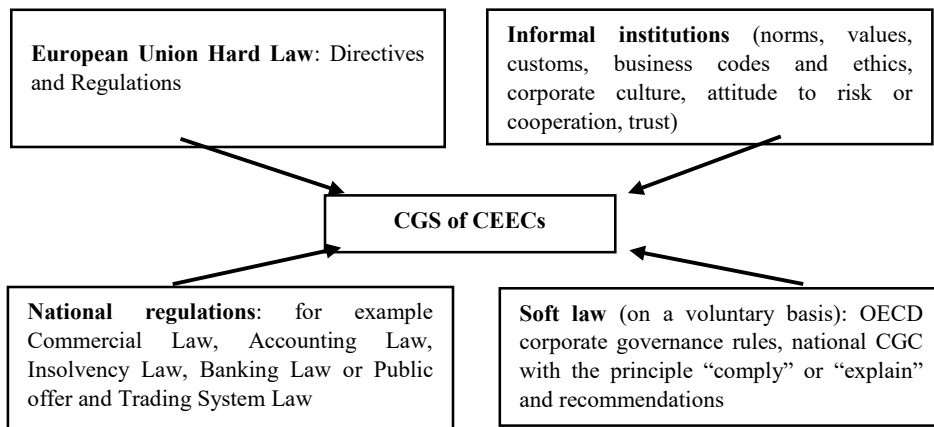 European Union Hard Law: Directives
and Regulations
Informal institutions (norms, values,
customs, business codes and ethics,
corporate culture, attitude to risk or
cooperation, trust)
CGS of CEECs
National regulations: for example
Commercial Law, Accounting Law,
Insolvency Law, Banking Law or Public
offer and Trading System Law
Soft law (on a voluntary basis): OECD
corporate governance rules, national CGC
with the principle “comply” or “explain”
and recommendations